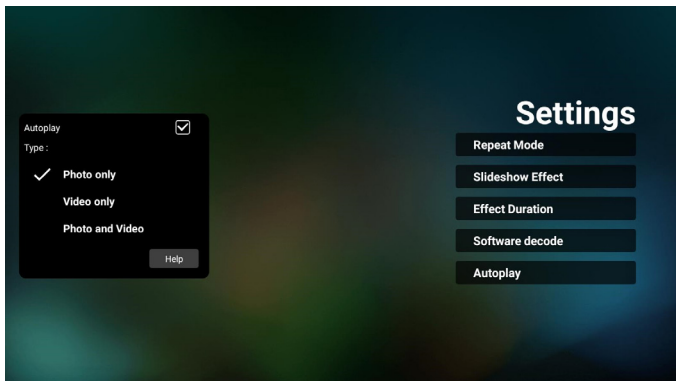 Autoplay
Type :
Photo only
Video only
Photo and Video
Help
Settings
Repeat Mode
Slideshow Effect
Effect Duration
Software decode
Autoplay